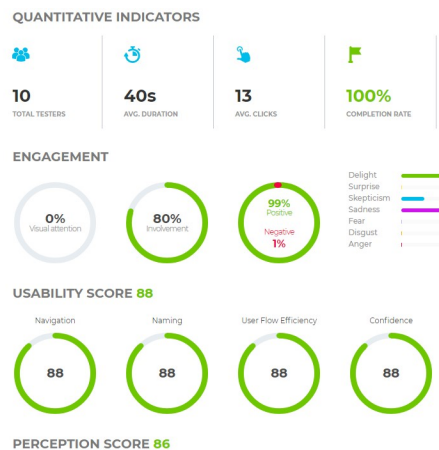 QUANTITATIVE INDICATORS
10
TOTAL TESTERS
40s
AVG. DURATION
13
AVG. CLICKS
100%
COMPLETION RATE
ENGAGEMENT
0%
Visual attention
80%
Involvement
99%
Positive
Negative
1%
Delight
Surprise
Skepticism
Sadness
Fear
Disgust
Anger
USABILITY SCORE 88
Navigation
88
Naming
88
User Flow Efficiency
88
Confidence
88
PERCEPTION SCORE 86